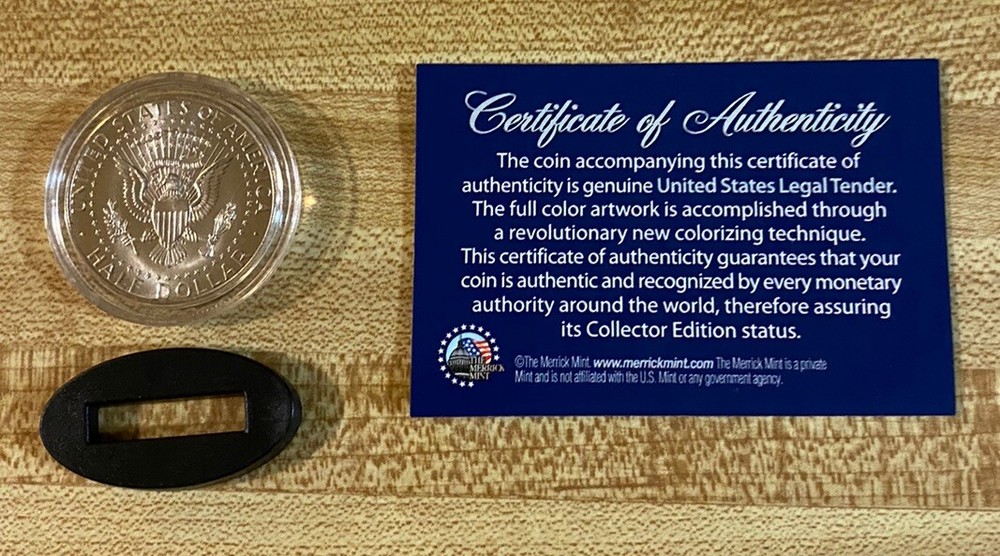 UNITED STATES OF AMERICA
HALF DOLLAR
Certificate of Authenticity
The coin accompanying this certificate of
authenticity is genuine United States Legal Tender.
The full color artwork is accomplished through
a revolutionary new colorizing technique.
This certificate of authenticity guarantees that your
coin is authentic and recognized by every monetary
authority around the world, therefore assuring
its Collector Edition status.
THE
MERRICK
MINT
©The Merrick Mint. www.merrickmint.com The Merrick Mint is a private
Mint and is not affiliated with the U.S. Mint or any government agency.